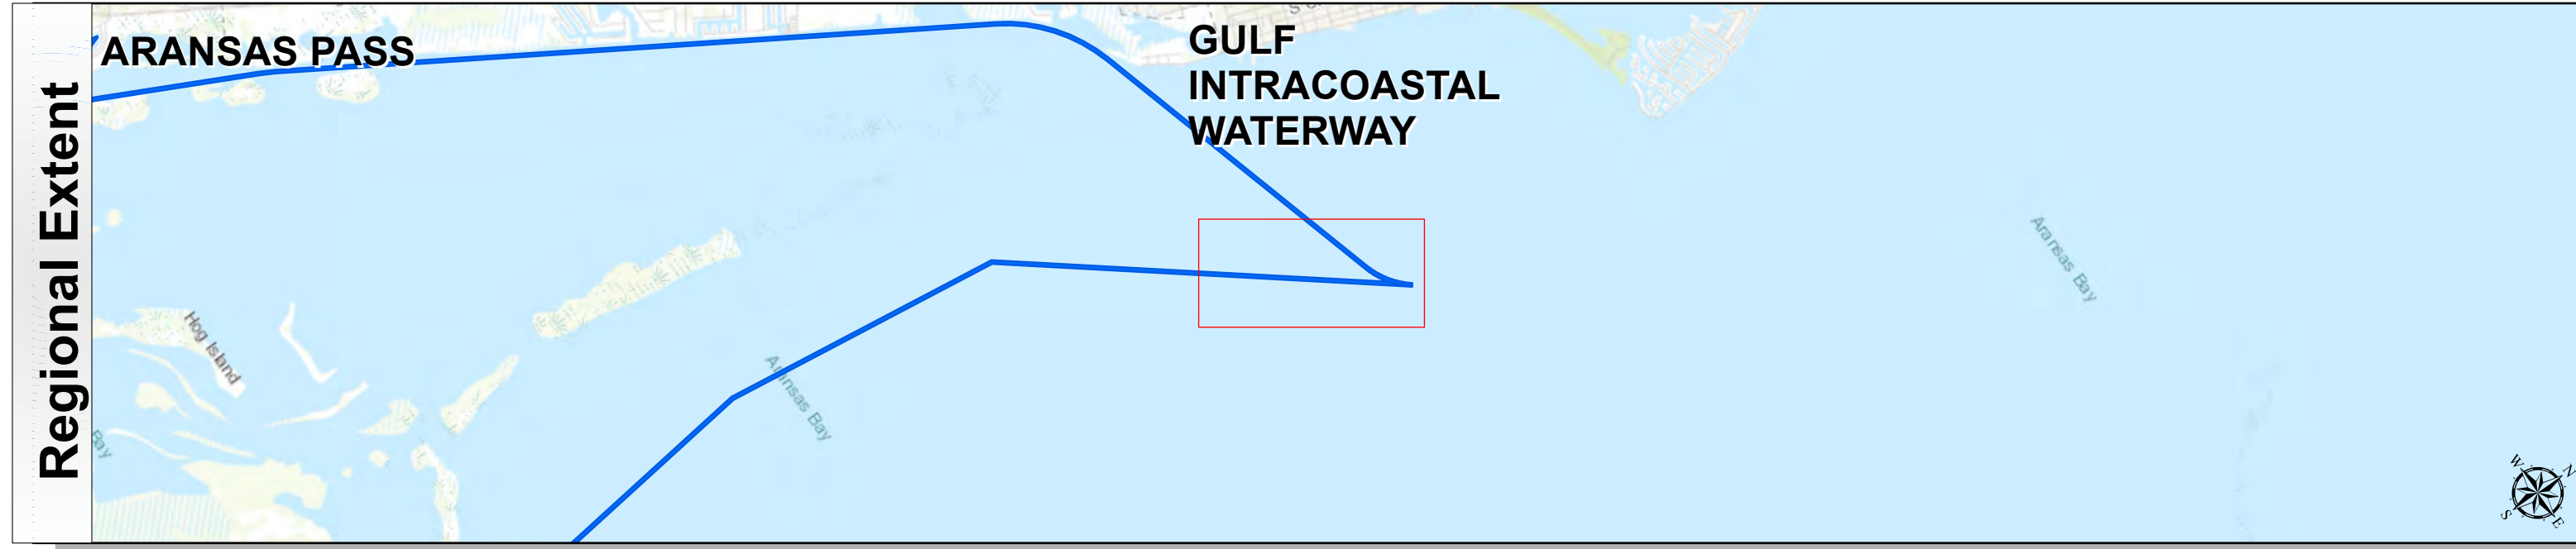 Regional Extent
ARANSAS PASS
GULF
INTRACOASTAL
WATERWAY
Aransas Bay
Hog Island
Aransas Bay
Bay
W
N
S
E